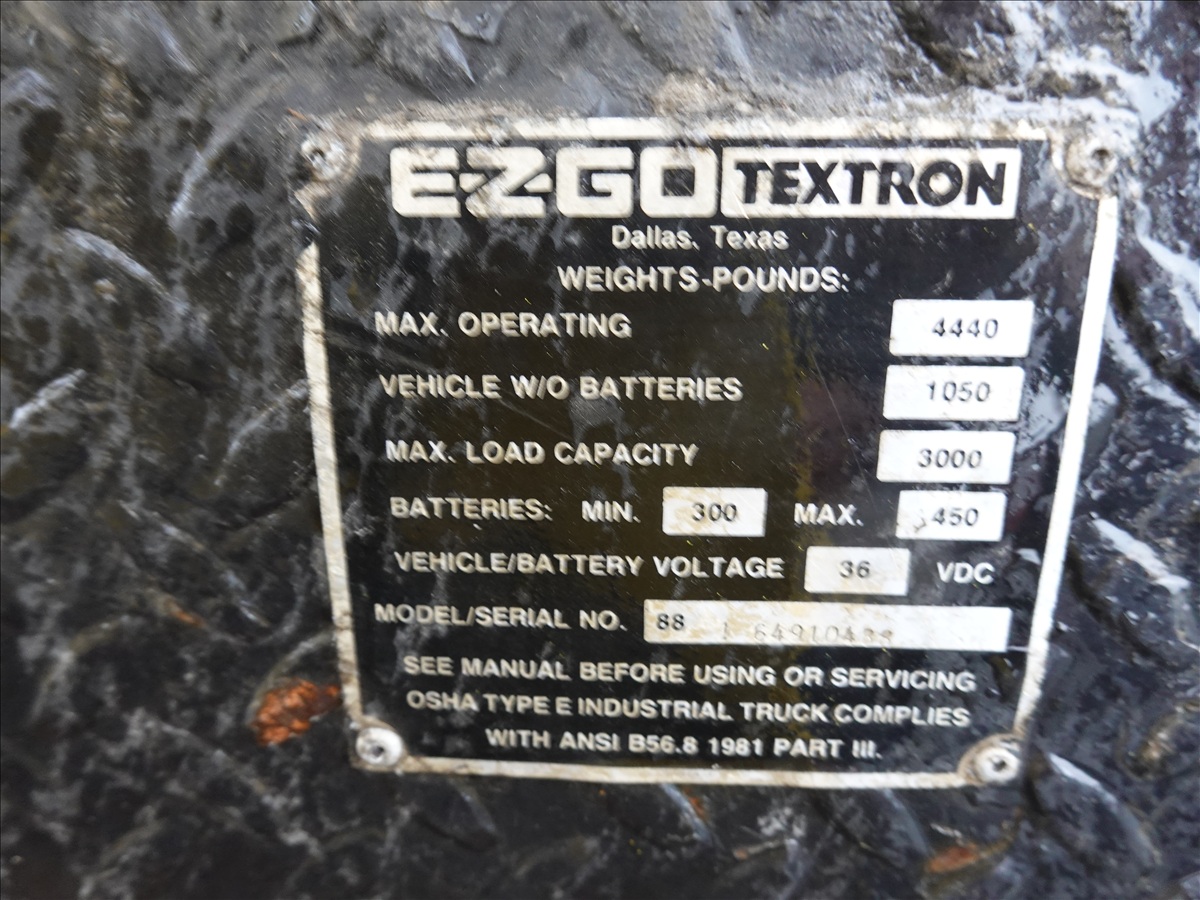 E-Z-GO TEXTRON
Dallas, Texas
WEIGHTS-POUNDS:
MAX. OPERATING 4440
VEHICLE W/O BATTERIES 1050
MAX. LOAD CAPACITY 3000
BATTERIES: MIN. 300 MAX. 450
VEHICLE/BATTERY VOLTAGE 36 VDC
MODEL/SERIAL NO. 88
SEE MANUAL BEFORE USING OR SERVICING
OSHA TYPE E INDUSTRIAL TRUCK COMPLIES
WITH ANSI B56.8 1981 PART III.